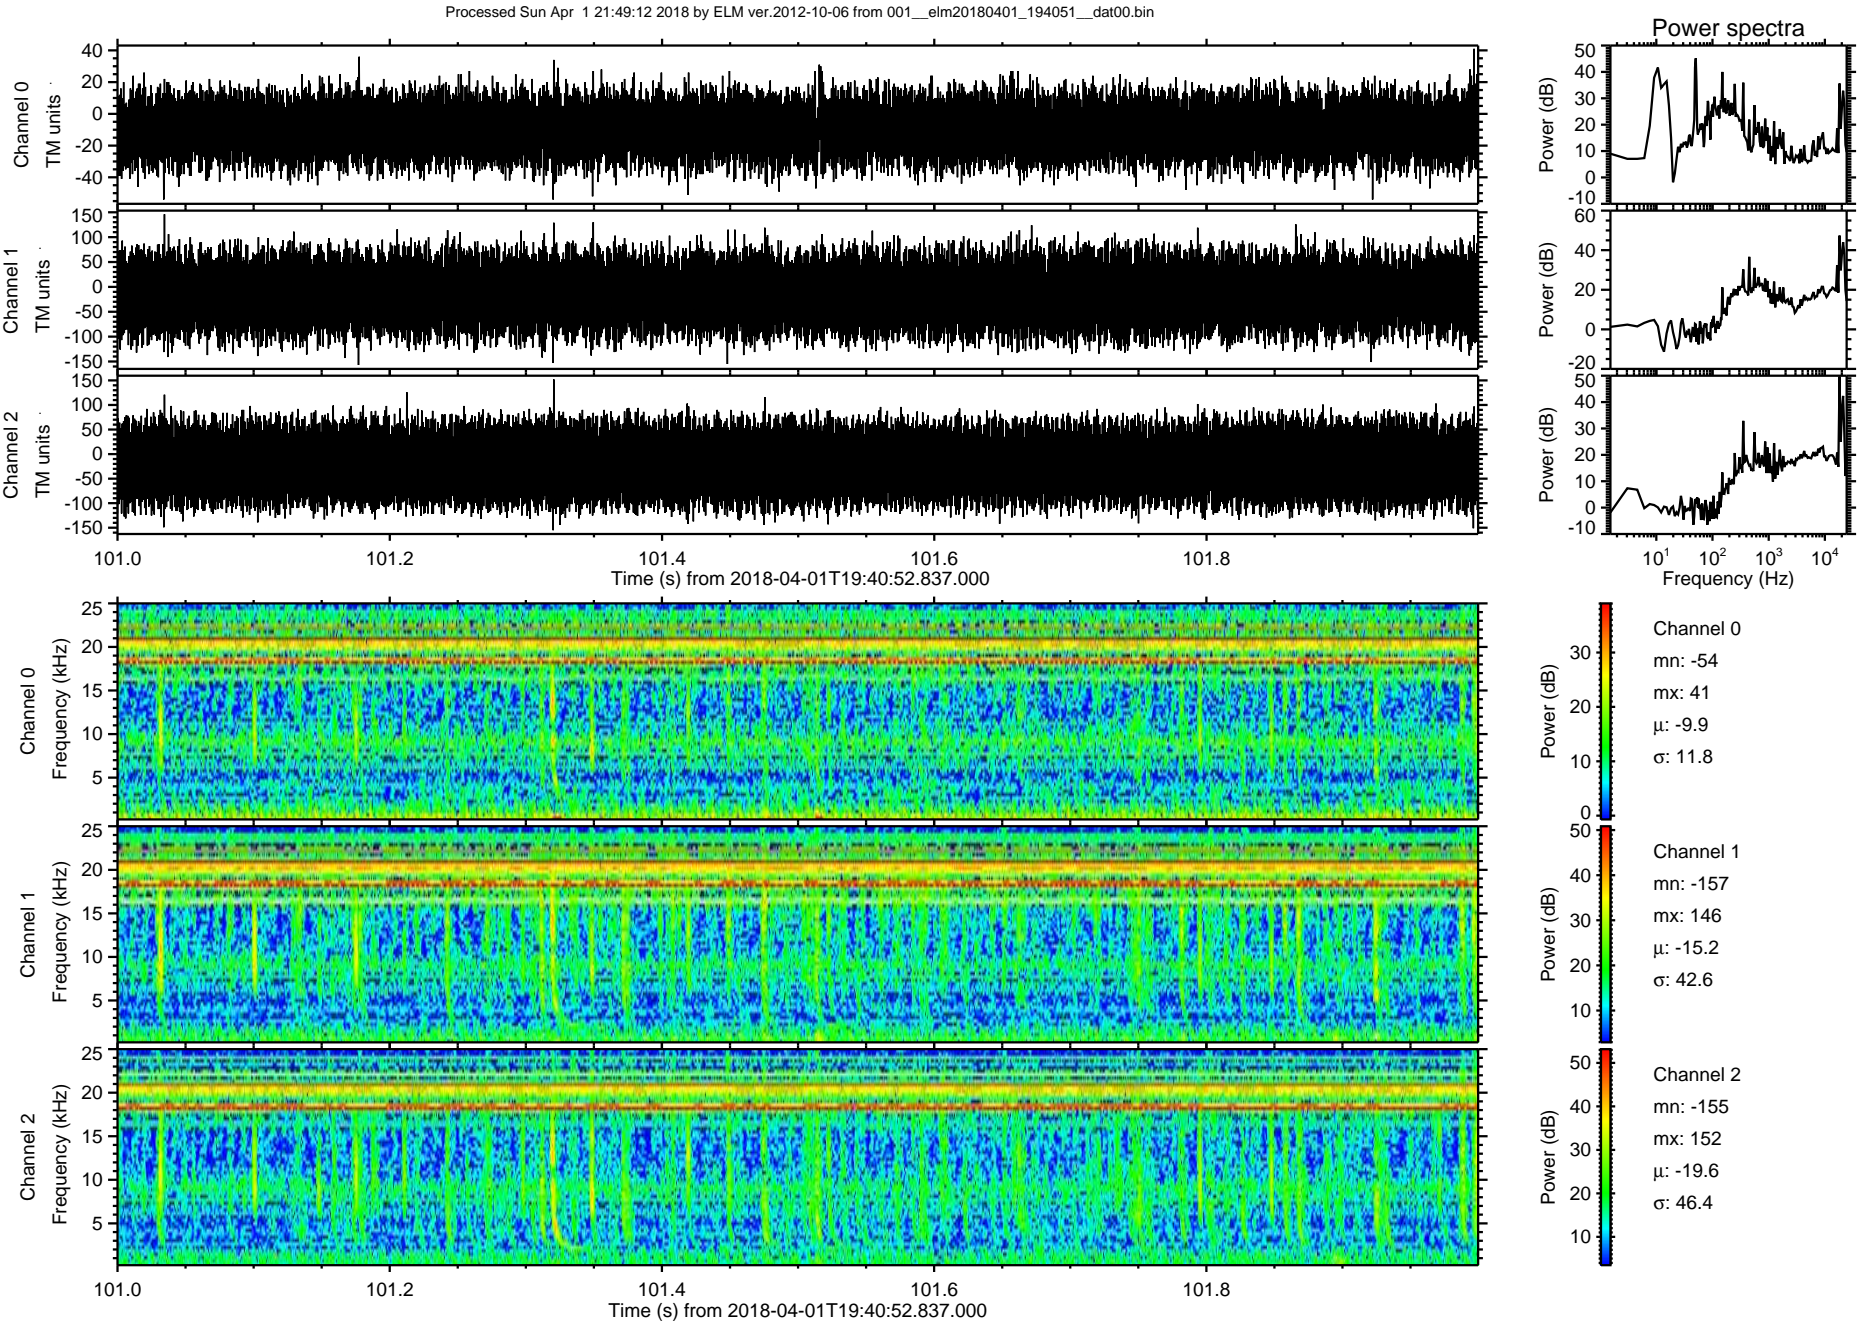 Processed Sun Apr  1 21:49:12 2018 by ELM ver.2012-10-06 from 001__elm20180401_194051__dat00.bin
Power spectra
Channel 0
TM units
40
20
0
-20
-40
Power (dB)
50
40
30
20
10
0
-10
Channel 1
TM units
150
100
50
0
-50
-100
-150
Power (dB)
60
40
20
0
-20
Channel 2
TM units
150
100
50
0
-50
-100
-150
Power (dB)
50
40
30
20
10
0
-10
101.0 101.2 101.4 101.6 101.8
Time (s) from 2018-04-01T19:40:52.837.000
10^1 10^2 10^3 10^4
Frequency (Hz)
Channel 0
Frequency (kHz)
25
20
15
10
5
Power (dB)
30
20
10
0
Channel 0
mn: -54
mx: 41
μ: -9.9
σ: 11.8
Channel 1
Frequency (kHz)
25
20
15
10
5
Power (dB)
50
40
30
20
10
Channel 1
mn: -157
mx: 146
μ: -15.2
σ: 42.6
Channel 2
Frequency (kHz)
25
20
15
10
5
Power (dB)
50
40
30
20
10
Channel 2
mn: -155
mx: 152
μ: -19.6
σ: 46.4
101.0 101.2 101.4 101.6 101.8
Time (s) from 2018-04-01T19:40:52.837.000